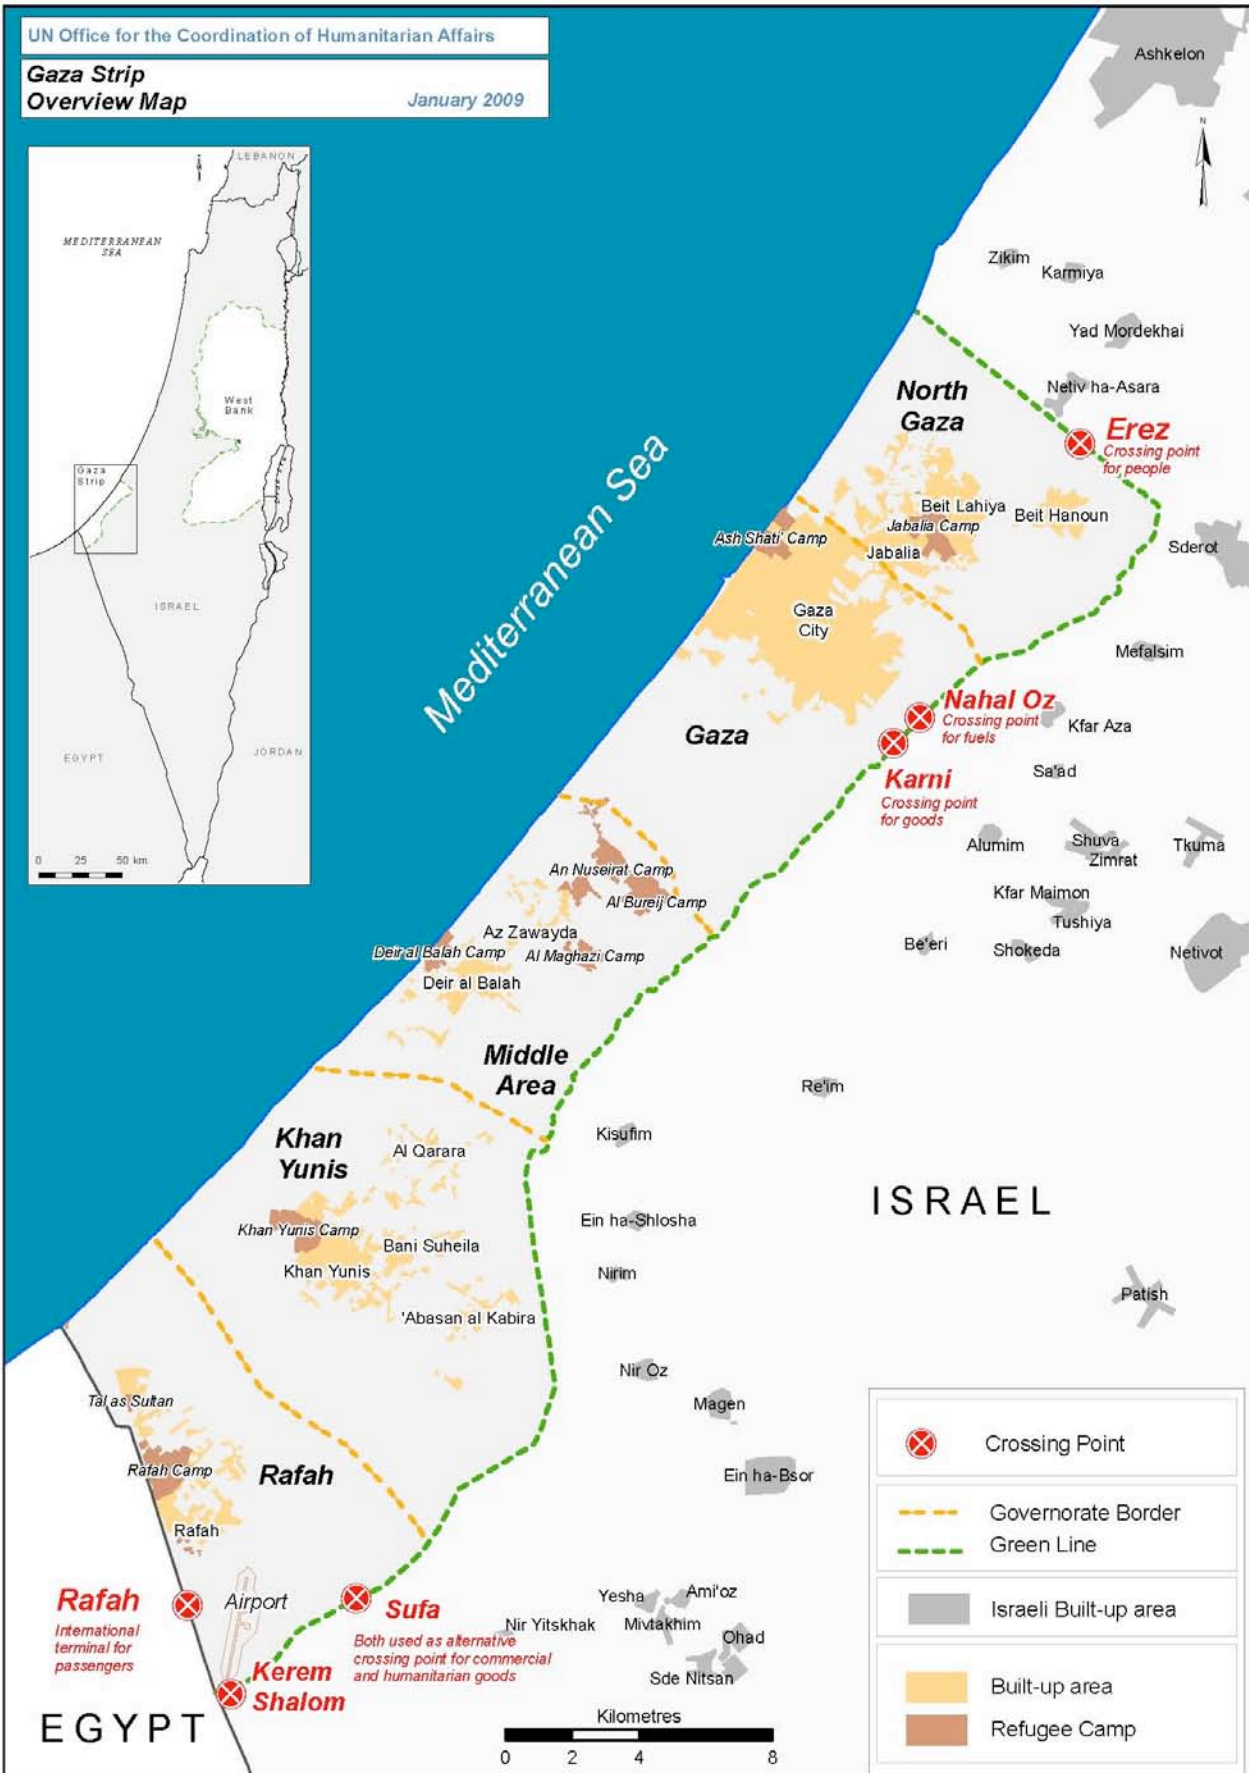 UN Office for the Coordination of Humanitarian Affairs
Gaza Strip
Overview Map
January 2009
N
LEBANON
MEDITERRANEAN
SEA
West
Bank
Gaza
Strip
ISRAEL
EGYPT
JORDAN
0 25 50 km
Ashkelon
N
Zikim
Karmiya
Yad Mordekhai
Netiv ha-Asara
North
Gaza
Erez
Crossing point
for people
Beit Lahiya
Beit Hanoun
Jabalia Camp
Ash Shati' Camp
Jabalia
Sderot
Mediterranean Sea
Gaza
City
Mefalsim
Nahal Oz
Crossing point
for fuels
Kfar Aza
Gaza
Sa'ad
Karni
Crossing point
for goods
Alumim
Shuva
Zimrat
Tkuma
An Nuseirat Camp
Al Bureij Camp
Kfar Maimon
Tushiya
Az Zawayda
Deir al Balah Camp
Al Maghazi Camp
Be'eri
Shokeda
Netivot
Deir al Balah
Middle
Area
Re'im
Khan
Yunis
Kisufim
Al Qarara
ISRAEL
Khan Yunis Camp
Ein ha-Shlosha
Bani Suheila
Khan Yunis
Nirim
Patish
'Abasan al Kabira
Nir Oz
Tal as Sultan
Magen
Rafah Camp
Rafah
Ein ha-Bsor
Rafah
Rafah
International
terminal for
passengers
Airport
Sufa
Both used as alternative
crossing point for commercial
and humanitarian goods
Kerem
Shalom
Yesha
Ami'oz
Nir Yitskhak
Mivtakhim
Ohad
Sde Nitsan
EGYPT
Kilometres
0 2 4 8
Crossing Point
Governorate Border
Green Line
Israeli Built-up area
Built-up area
Refugee Camp